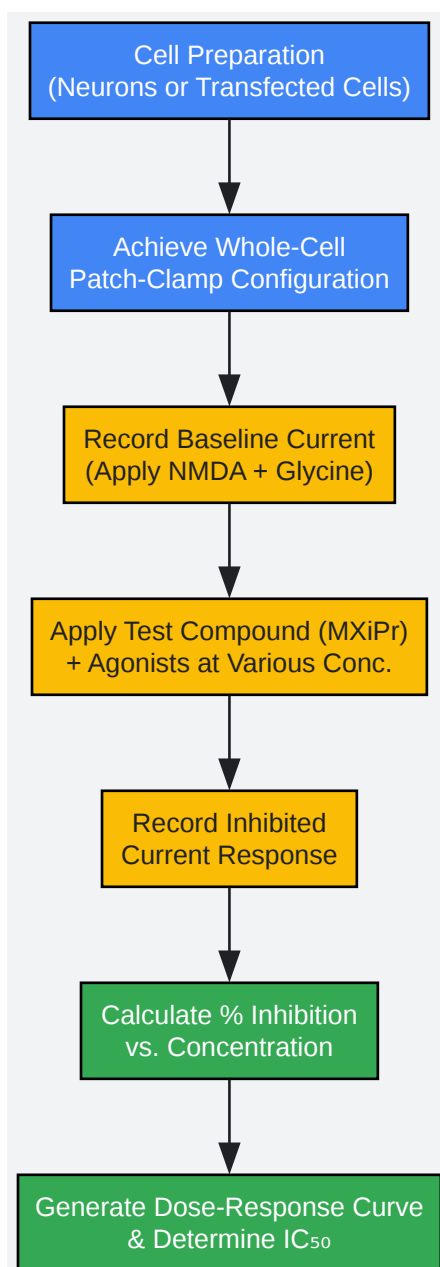 Cell Preparation
(Neurons or Transfected Cells)
Achieve Whole-Cell
Patch-Clamp Configuration
Record Baseline Current
(Apply NMDA + Glycine)
Apply Test Compound (MXiPr)
+ Agonists at Various Conc.
Record Inhibited
Current Response
Calculate % Inhibition
vs. Concentration
Generate Dose-Response Curve
& Determine IC₅₀